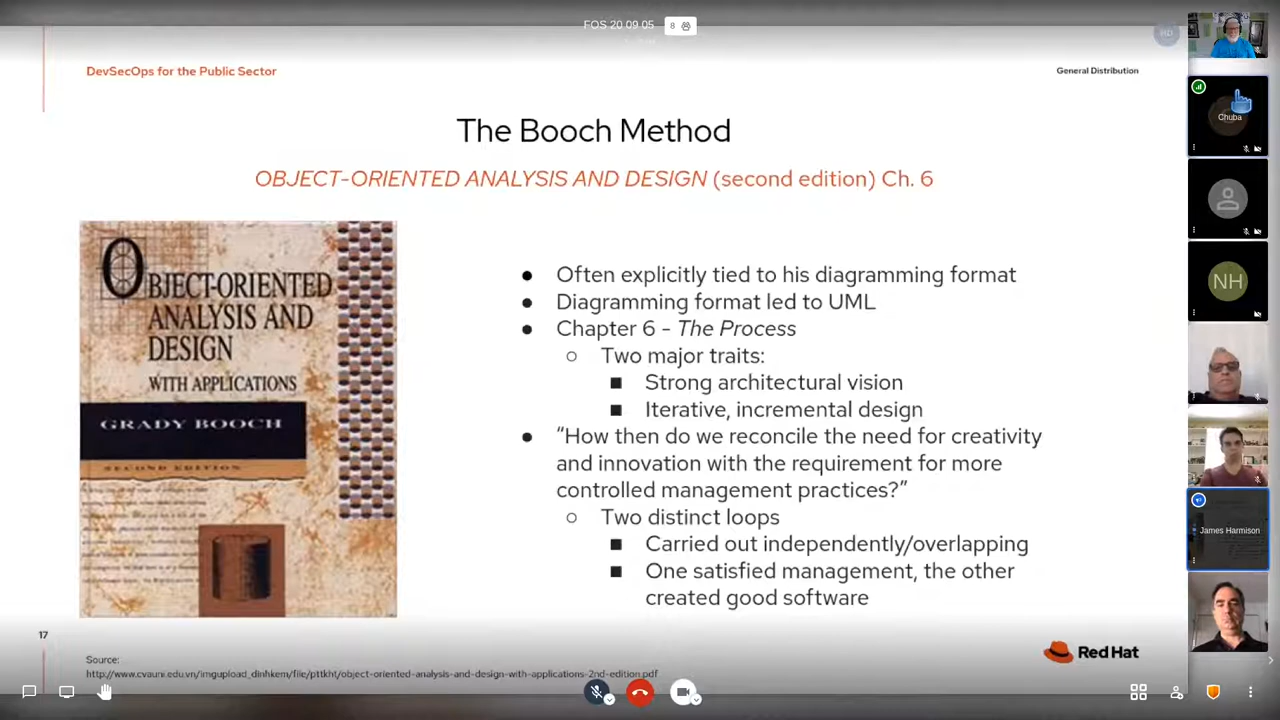 FOS 20 09 05
8
DevSecOps for the Public Sector
General Distribution
The Booch Method
OBJECT-ORIENTED ANALYSIS AND DESIGN (second edition) Ch. 6
OBJECT-ORIENTED
ANALYSIS AND
DESIGN
WITH APPLICATIONS
GRADY BOOCH
SECOND EDITION
● Often explicitly tied to his diagramming format
● Diagramming format led to UML
● Chapter 6 - The Process
○ Two major traits:
■ Strong architectural vision
■ Iterative, incremental design
● “How then do we reconcile the need for creativity
and innovation with the requirement for more
controlled management practices?”
○ Two distinct loops
■ Carried out independently/overlapping
■ One satisfied management, the other
created good software
17
Source:
http://www.cvauni.edu.vn/imgupload_dinhkem/file/pttkht/object-oriented-analysis-and-design-with-applications-2nd-edition.pdf
Red Hat
Chuba
NH
James Harmison